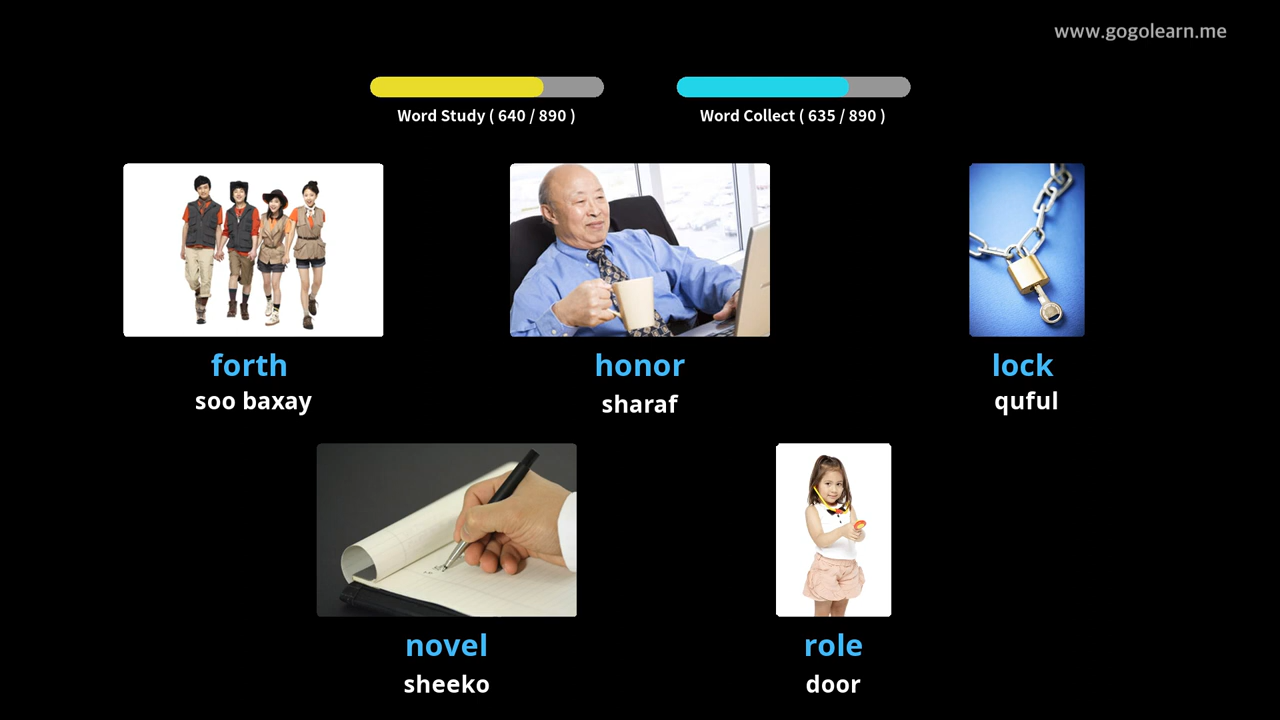 www.gogolearn.me
Word Study ( 640 / 890 )
Word Collect ( 635 / 890 )
forth
soo baxay
honor
sharaf
lock
quful
novel
sheeko
role
door